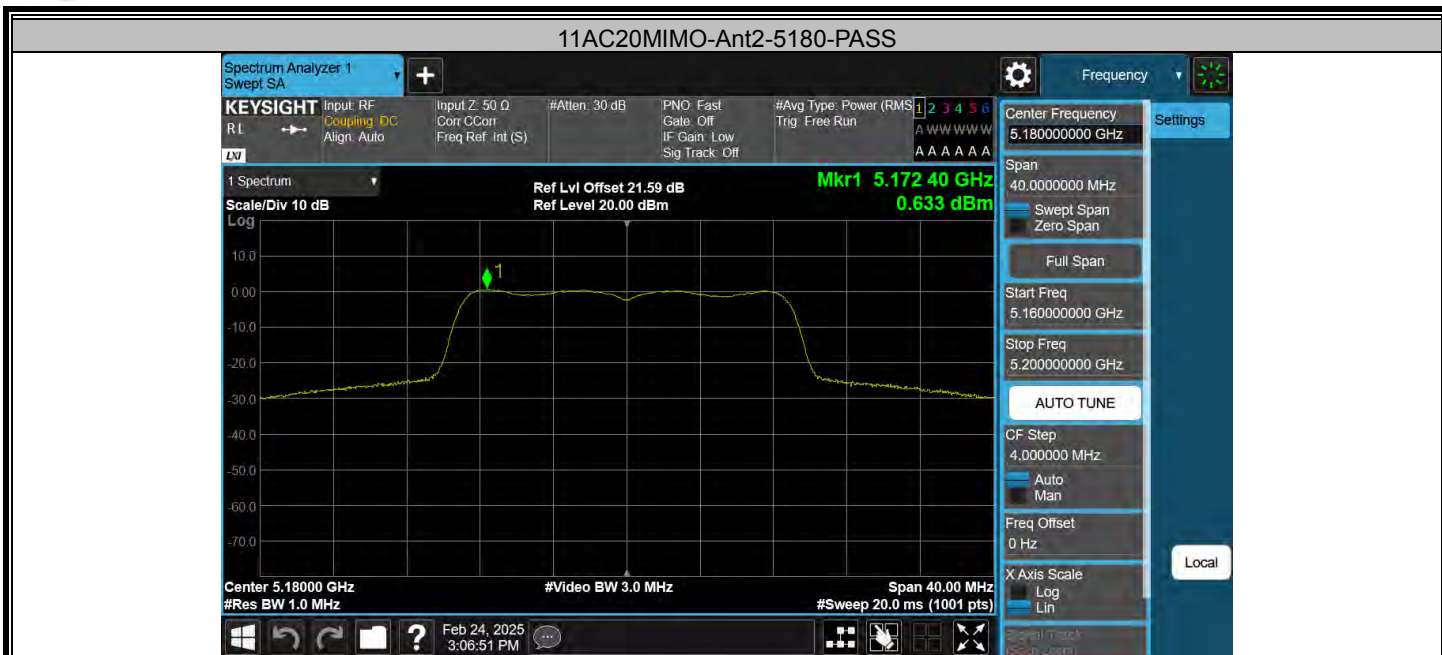 11AC20MIMO-Ant2-5180-PASS
Spectrum Analyzer 1
Swept SA
+
Frequency
KEYSIGHT
RL
LXI
Input: RF
Coupling: DC
Align: Auto
Input Z: 50 Ω
Corr CCorr
Freq Ref: Int (S)
#Atten: 30 dB
PNO: Fast
Gate: Off
IF Gain: Low
Sig Track: Off
#Avg Type: Power (RMS
Trig: Free Run
1 2 3 4 5 6
A W W W W W
A A A A A A
1 Spectrum
Scale/Div 10 dB
Log
Ref Lvl Offset 21.59 dB
Ref Level 20.00 dBm
Mkr1 5.172 40 GHz
0.633 dBm
1
10.0
0.00
-10.0
-20.0
-30.0
-40.0
-50.0
-60.0
-70.0
Center 5.18000 GHz
#Res BW 1.0 MHz
#Video BW 3.0 MHz
Span 40.00 MHz
#Sweep 20.0 ms (1001 pts)
Center Frequency
5.180000000 GHz
Settings
Span
40.0000000 MHz
Swept Span
Zero Span
Full Span
Start Freq
5.160000000 GHz
Stop Freq
5.200000000 GHz
AUTO TUNE
CF Step
4.000000 MHz
Auto
Man
Freq Offset
0 Hz
X Axis Scale
Log
Lin
Local
Signal Track
?
Feb 24, 2025
3:06:51 PM